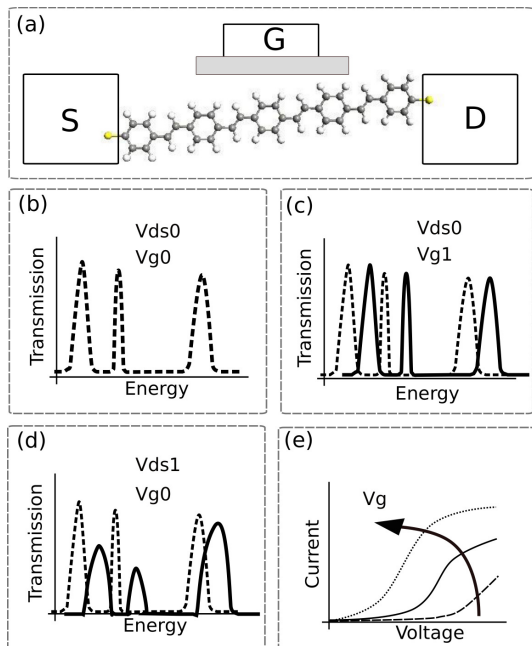 (a)
G
S
D
(b)
Vds0
Vg0
Transmission
Energy
(c)
Vds0
Vg1
Transmission
Energy
(d)
Vds1
Vg0
Transmission
Energy
(e)
Vg
Current
Voltage